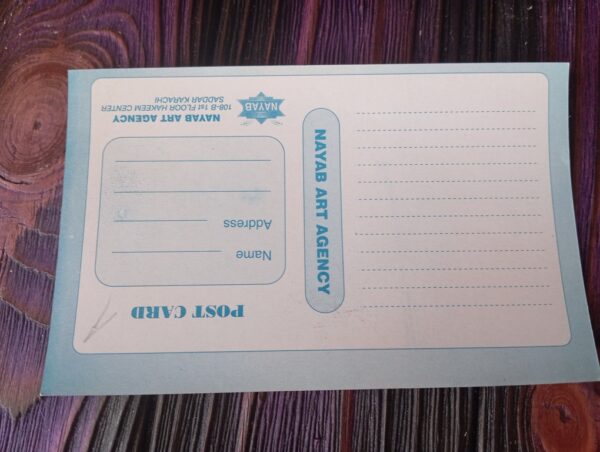 POST CARD
Name
Address
NAYAB ART AGENCY
NAYAB
NAYAB ART AGENCY
108-B 1st FLOOR HAKEEM CENTER
SADDAR KARACHI